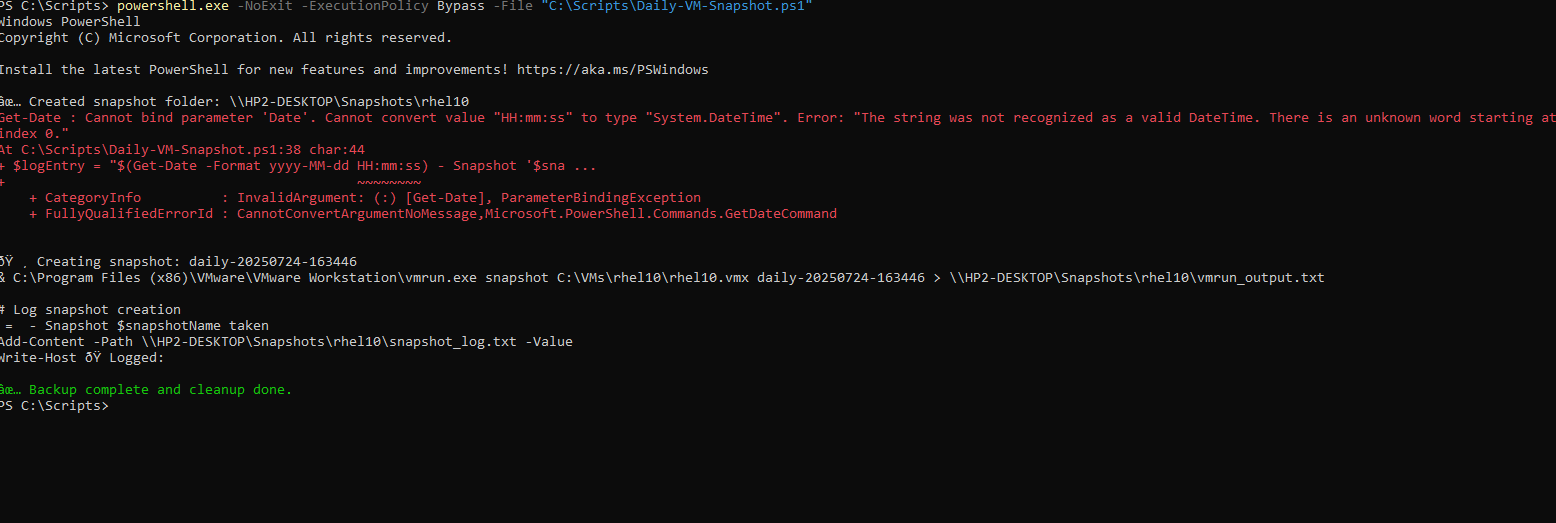 PS C:\Scripts> powershell.exe -NoExit -ExecutionPolicy Bypass -File "C:\Scripts\Daily-VM-Snapshot.ps1"
Windows PowerShell
Copyright (C) Microsoft Corporation. All rights reserved.
Install the latest PowerShell for new features and improvements! https://aka.ms/PSWindows
âœ… Created snapshot folder: \\HP2-DESKTOP\Snapshots\rhel10
Get-Date : Cannot bind parameter 'Date'. Cannot convert value "HH:mm:ss" to type "System.DateTime". Error: "The string was not recognized as a valid DateTime. There is an unknown word starting at
index 0."
At C:\Scripts\Daily-VM-Snapshot.ps1:38 char:44
+ $logEntry = "$(Get-Date -Format yyyy-MM-dd HH:mm:ss) - Snapshot '$sna ...
+ ~~~~~~~~
+ CategoryInfo : InvalidArgument: (:) [Get-Date], ParameterBindingException
+ FullyQualifiedErrorId : CannotConvertArgumentNoMessage,Microsoft.PowerShell.Commands.GetDateCommand
ðŸ ¸ Creating snapshot: daily-20250724-163446
& C:\Program Files (x86)\VMware\VMware Workstation\vmrun.exe snapshot C:\VMs\rhel10\rhel10.vmx daily-20250724-163446 > \\HP2-DESKTOP\Snapshots\rhel10\vmrun_output.txt
# Log snapshot creation
= - Snapshot $snapshotName taken
Add-Content -Path \\HP2-DESKTOP\Snapshots\rhel10\snapshot_log.txt -Value
Write-Host ðŸ Logged:
âœ… Backup complete and cleanup done.
PS C:\Scripts>